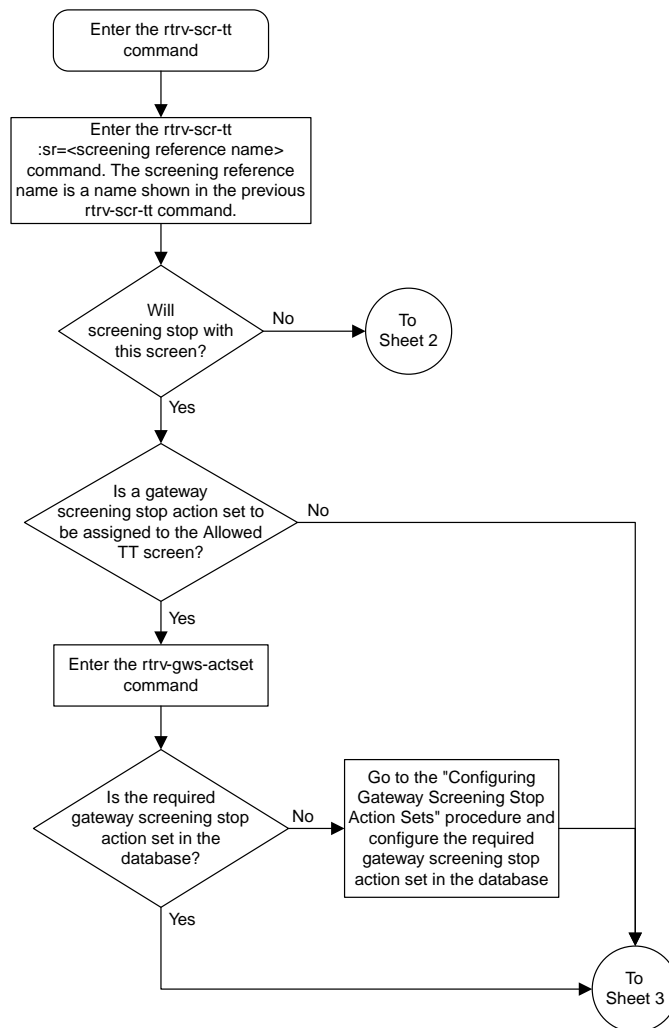 Enter the rtrv-scr-tt
command
Enter the rtrv-scr-tt
:sr=<screening reference name>
command. The screening reference
name is a name shown in the previous
rtrv-scr-tt command.
Will
screening stop with
this screen?
No
To
Sheet 2
Yes
Is a gateway
screening stop action set to
be assigned to the Allowed
TT screen?
No
Yes
Enter the rtrv-gws-actset
command
Is the required
gateway screening stop
action set in the
database?
No
Go to the "Configuring
Gateway Screening Stop
Action Sets" procedure and
configure the required
gateway screening stop
action set in the database
Yes
To
Sheet 3